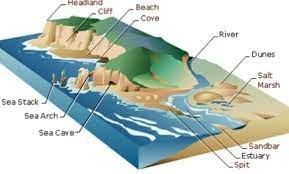 Headland
Cliff
Beach
Cove
River
Dunes
Salt
Marsh
Sea Stack
Sea Arch
Sea Cave
Sandbar
Estuary
Spit